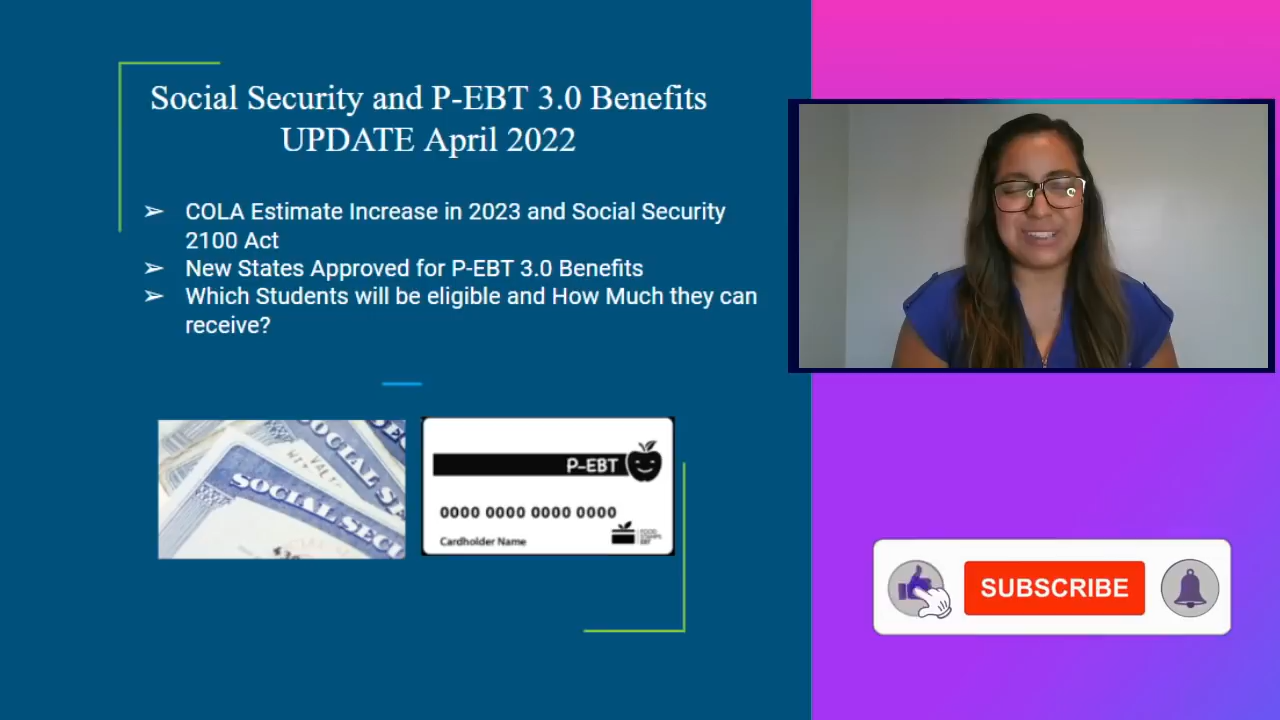 Social Security and P-EBT 3.0 Benefits
UPDATE April 2022
➢ COLA Estimate Increase in 2023 and Social Security
2100 Act
➢ New States Approved for P-EBT 3.0 Benefits
➢ Which Students will be eligible and How Much they can
receive?
SOCIAL SECU
SOCIAL SE
P-EBT
0000 0000 0000 0000
Cardholder Name
SUBSCRIBE